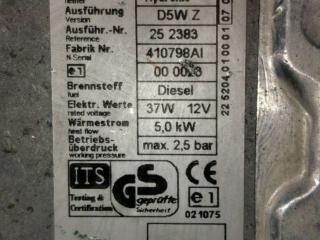 Ausführung D5W Z
Version
Ausführ.-Nr. 25 2383
Reference
Fabrik Nr 410798AI
N-Serial
e1
Brennstoff Diesel
fuel
Elektr. Werte 37W 12V
rated voltage
Wärmestrom 5,0 kW
heat flow
Betriebs-
überdruck max. 2,5 bar
working pressure
ITS
Testing &
Certification
GS
geprüfte
Sicherheit
CE
e1
021075